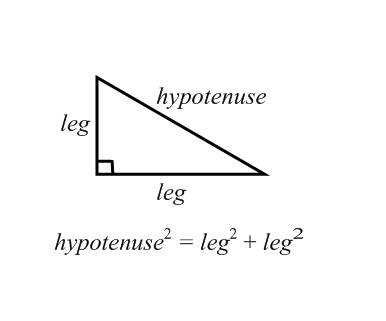 hypotenuse
leg
leg
hypotenuse² = leg² + leg²